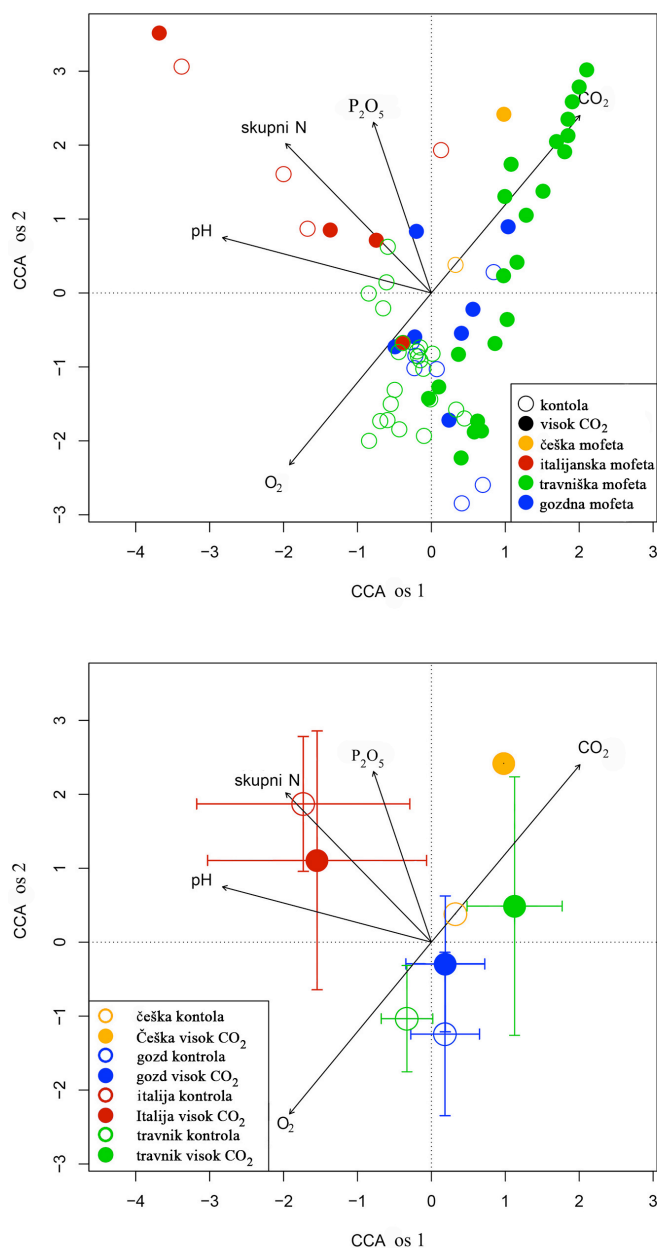 3
2
1
0
−1
−2
−3
CCA os 2
CO₂
P₂O₅
skupni N
pH
O₂
kontola
visok CO₂
češka mofeta
italijanska mofeta
travniška mofeta
gozdna mofeta
−4 −3 −2 −1 0 1 2 3
CCA os 1
3
2
1
0
−1
−2
−3
CCA os 2
CO₂
P₂O₅
skupni N
pH
O₂
češka kontola
Češka visok CO₂
gozd kontrola
gozd visok CO₂
italija kontrola
Italija visok CO₂
travnik kontrola
travnik visok CO₂
−4 −3 −2 −1 0 1 2 3
CCA os 1